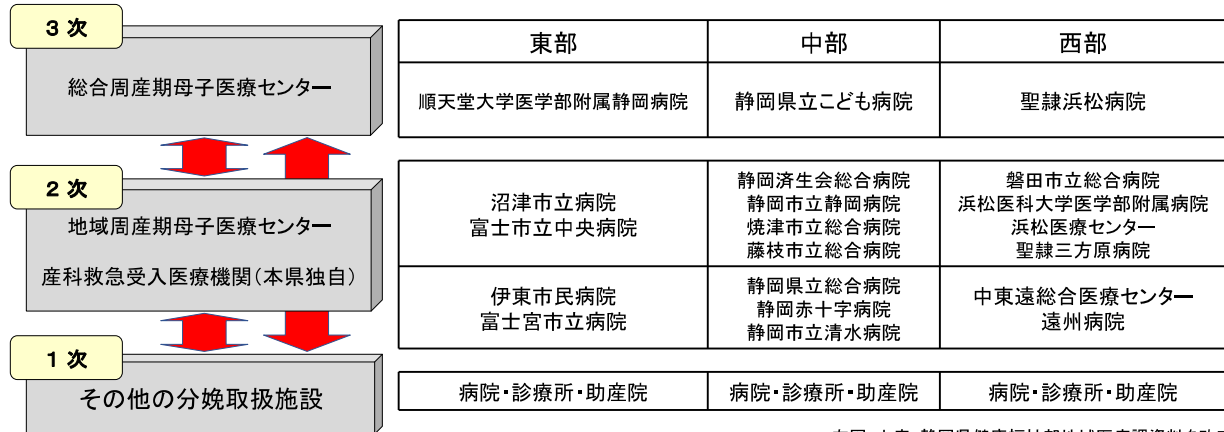 3次
総合周産期母子医療センター
2次
地域周産期母子医療センター
産科救急受入医療機関(本県独自)
1次
その他の分娩取扱施設
東部 中部 西部
順天堂大学医学部附属静岡病院 静岡県立こども病院 聖隷浜松病院
沼津市立病院
富士市立中央病院
静岡済生会総合病院
静岡市立静岡病院
焼津市立総合病院
藤枝市立総合病院
磐田市立総合病院
浜松医科大学医学部附属病院
浜松医療センター
聖隷三方原病院
伊東市民病院
富士宮市立病院
静岡県立総合病院
静岡赤十字病院
静岡市立清水病院
中東遠総合医療センター
遠州病院
病院・診療所・助産院 病院・診療所・助産院 病院・診療所・助産院